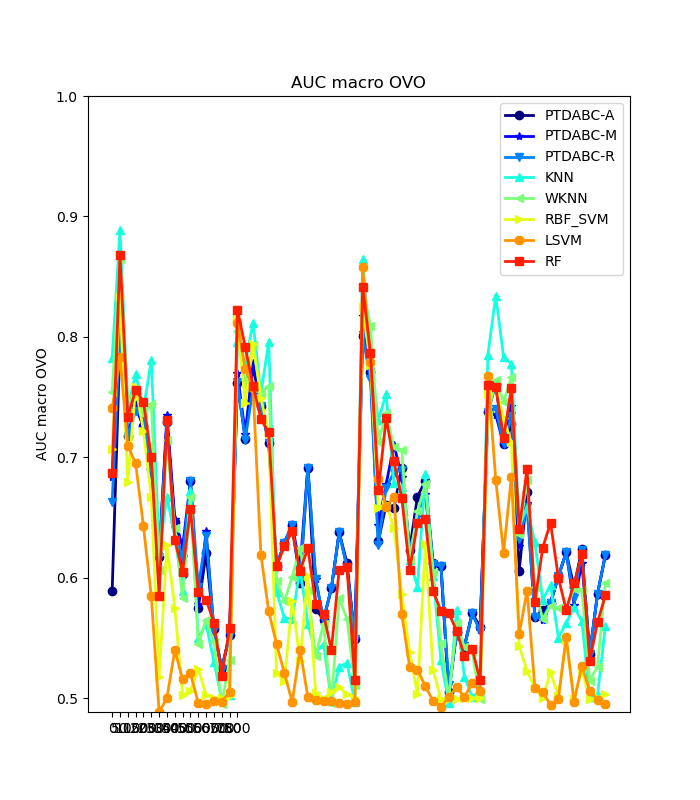 AUC macro OVO
AUC macro OVO
1.0
0.9
0.8
0.7
0.6
0.5
PTDABC-A
PTDABC-M
PTDABC-R
KNN
WKNN
RBF_SVM
LSVM
RF